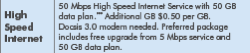 High Speed Internet
50 Mbps High Speed Internet Service with 50 GB
data plan.** Additional GB $0.50 per GB.
Docsis 3.0 modem needed. Preferred package
includes free upgrade from 5 Mbps service and
50 GB data plan.